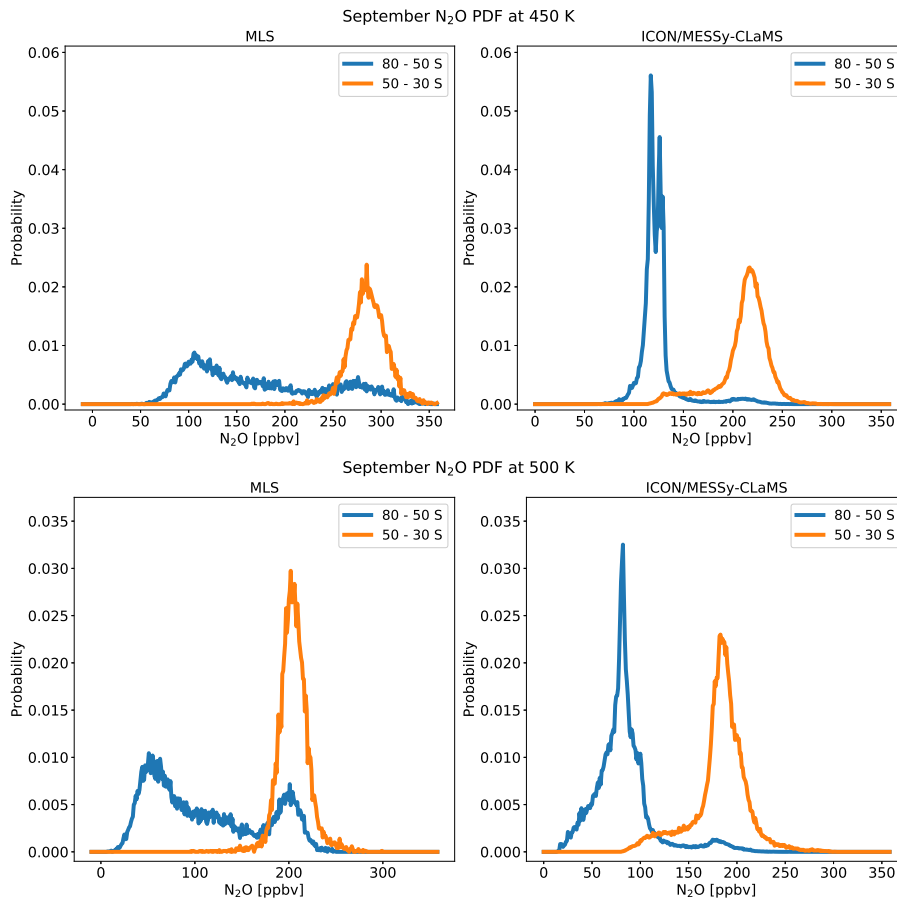 September N₂O PDF at 450 K
MLS
80 - 50 S
50 - 30 S
Probability
0.06
0.05
0.04
0.03
0.02
0.01
0.00
0 50 100 150 200 250 300 350
N₂O [ppbv]
ICON/MESSy-CLaMS
80 - 50 S
50 - 30 S
Probability
0.06
0.05
0.04
0.03
0.02
0.01
0.00
0 50 100 150 200 250 300 350
N₂O [ppbv]
September N₂O PDF at 500 K
MLS
80 - 50 S
50 - 30 S
Probability
0.035
0.030
0.025
0.020
0.015
0.010
0.005
0.000
0 100 200 300
N₂O [ppbv]
ICON/MESSy-CLaMS
80 - 50 S
50 - 30 S
Probability
0.035
0.030
0.025
0.020
0.015
0.010
0.005
0.000
0 50 100 150 200 250 300 350
N₂O [ppbv]